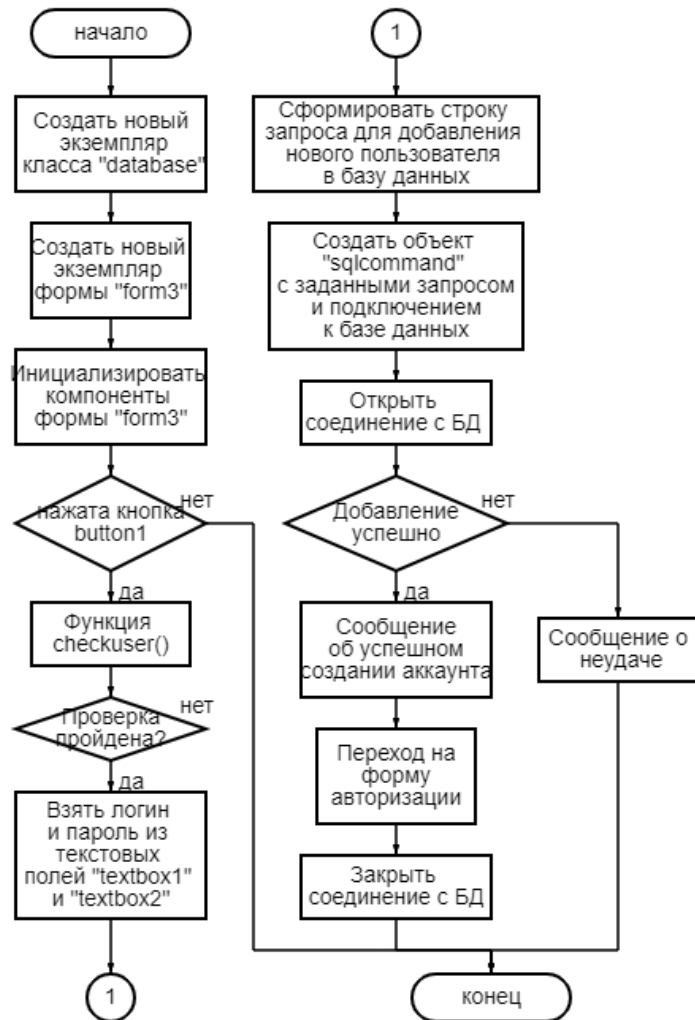 начало
Создать новый
экземпляр
класса "database"
Создать новый
экземпляр
формы "form3"
Инициализировать
компоненты
формы "form3"
нажата кнопка
button1
нет
да
Функция
checkuser()
Проверка
пройдена?
нет
да
Взять логин
и пароль из
текстовых
полей "textbox1"
и "textbox2"
1
1
Сформировать строку
запроса для добавления
нового пользователя
в базу данных
Создать объект
"sqlcommand"
с заданными запросом
и подключением
к базе данных
Открыть
соединение с БД
Добавление
успешно
нет
да
Сообщение
об успешном
создании аккаунта
Сообщение о
неудаче
Переход на
форму
авторизации
Закрыть
соединение с БД
конец